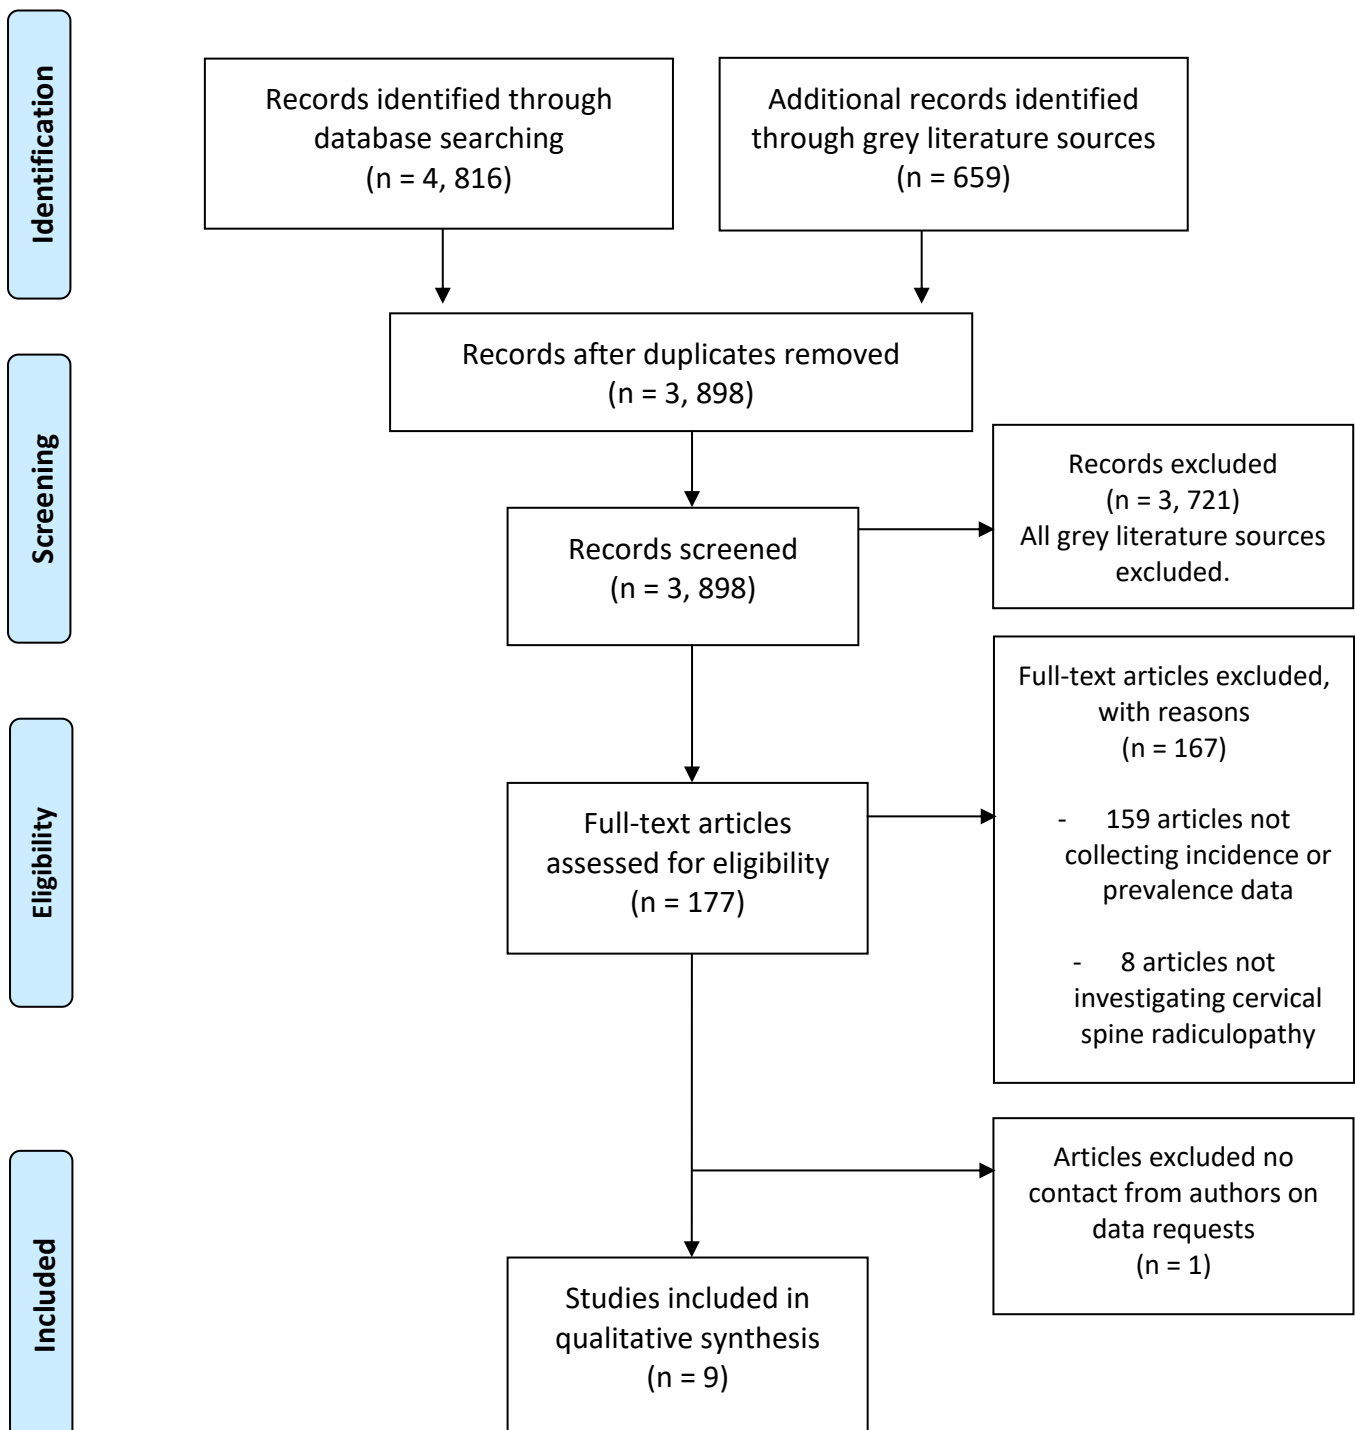 Identification
Records identified through
database searching
(n = 4, 816)
Additional records identified
through grey literature sources
(n = 659)
Records after duplicates removed
(n = 3, 898)
Screening
Records screened
(n = 3, 898)
Records excluded
(n = 3, 721)
All grey literature sources
excluded.
Eligibility
Full-text articles
assessed for eligibility
(n = 177)
Full-text articles excluded,
with reasons
(n = 167)
- 159 articles not
collecting incidence or
prevalence data
- 8 articles not
investigating cervical
spine radiculopathy
Articles excluded no
contact from authors on
data requests
(n = 1)
Included
Studies included in
qualitative synthesis
(n = 9)